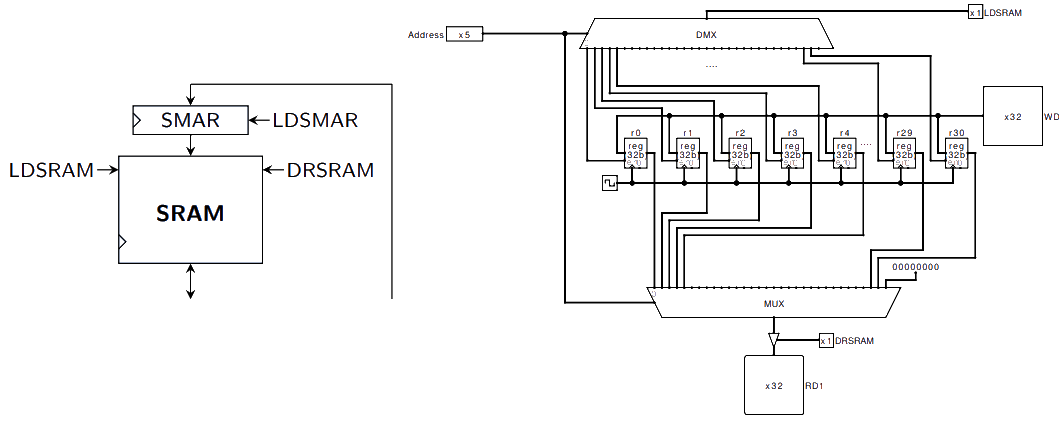 SMAR
LDSMAR
LDSRAM
DRSRAM
SRAM
x 1 LDSRAM
Address x 5
DMX
....
x32 WD
r0 r1 r2 r3 r4 r29 r30
reg reg reg reg reg .... reg reg
32b 32b 32b 32b 32b 32b 32b
00000000
MUX
x 1 DRSRAM
x32 RD1